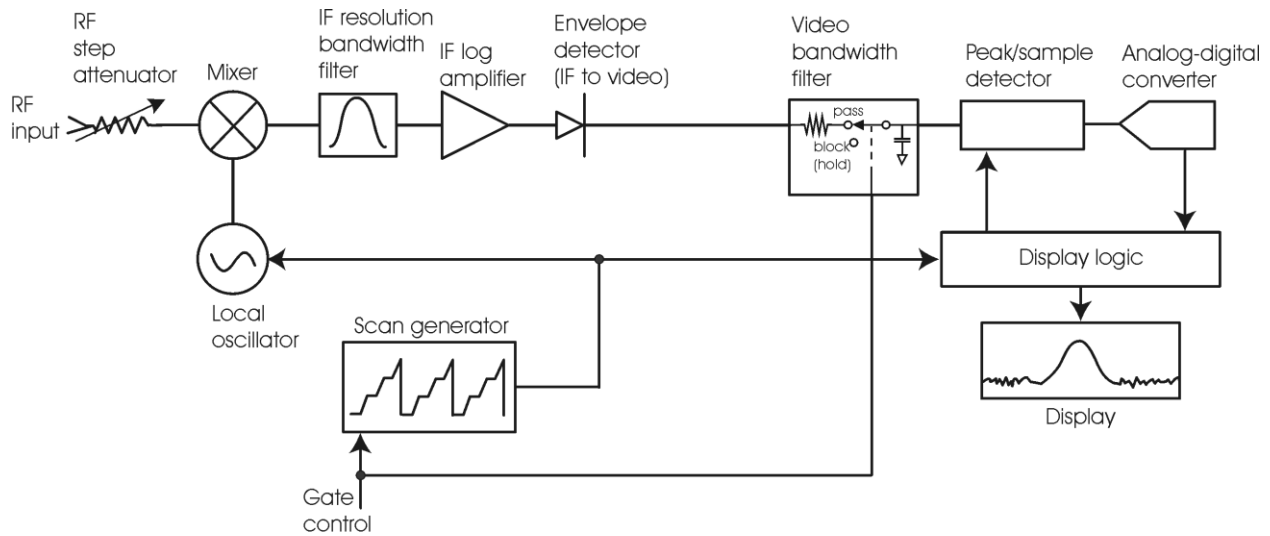 RF
step
attenuator
RF
input
Mixer
IF resolution
bandwidth
filter
IF log
amplifier
Envelope
detector
(IF to video)
Video
bandwidth
filter
pass
block
(hold)
Peak/sample
detector
Analog-digital
converter
Local
oscillator
Display logic
Scan generator
Display
Gate
control